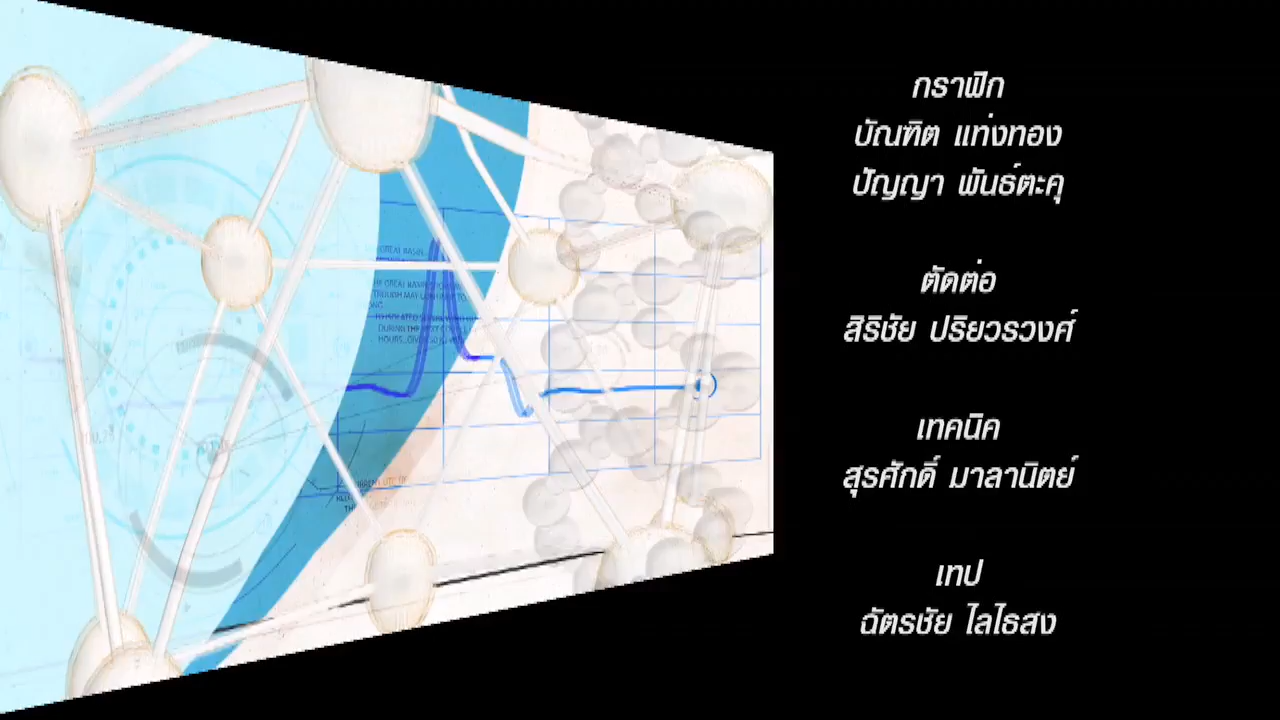 กราฟิก
บัณฑิต แท่งทอง
ปัญญา พันธ์ตะคุ
ตัดต่อ
สิริชัย ปริยวรวงศ์
เทคนิค
สุรศักดิ์ มาลานิตย์
เทป
ฉัตรชัย ไลไธสง